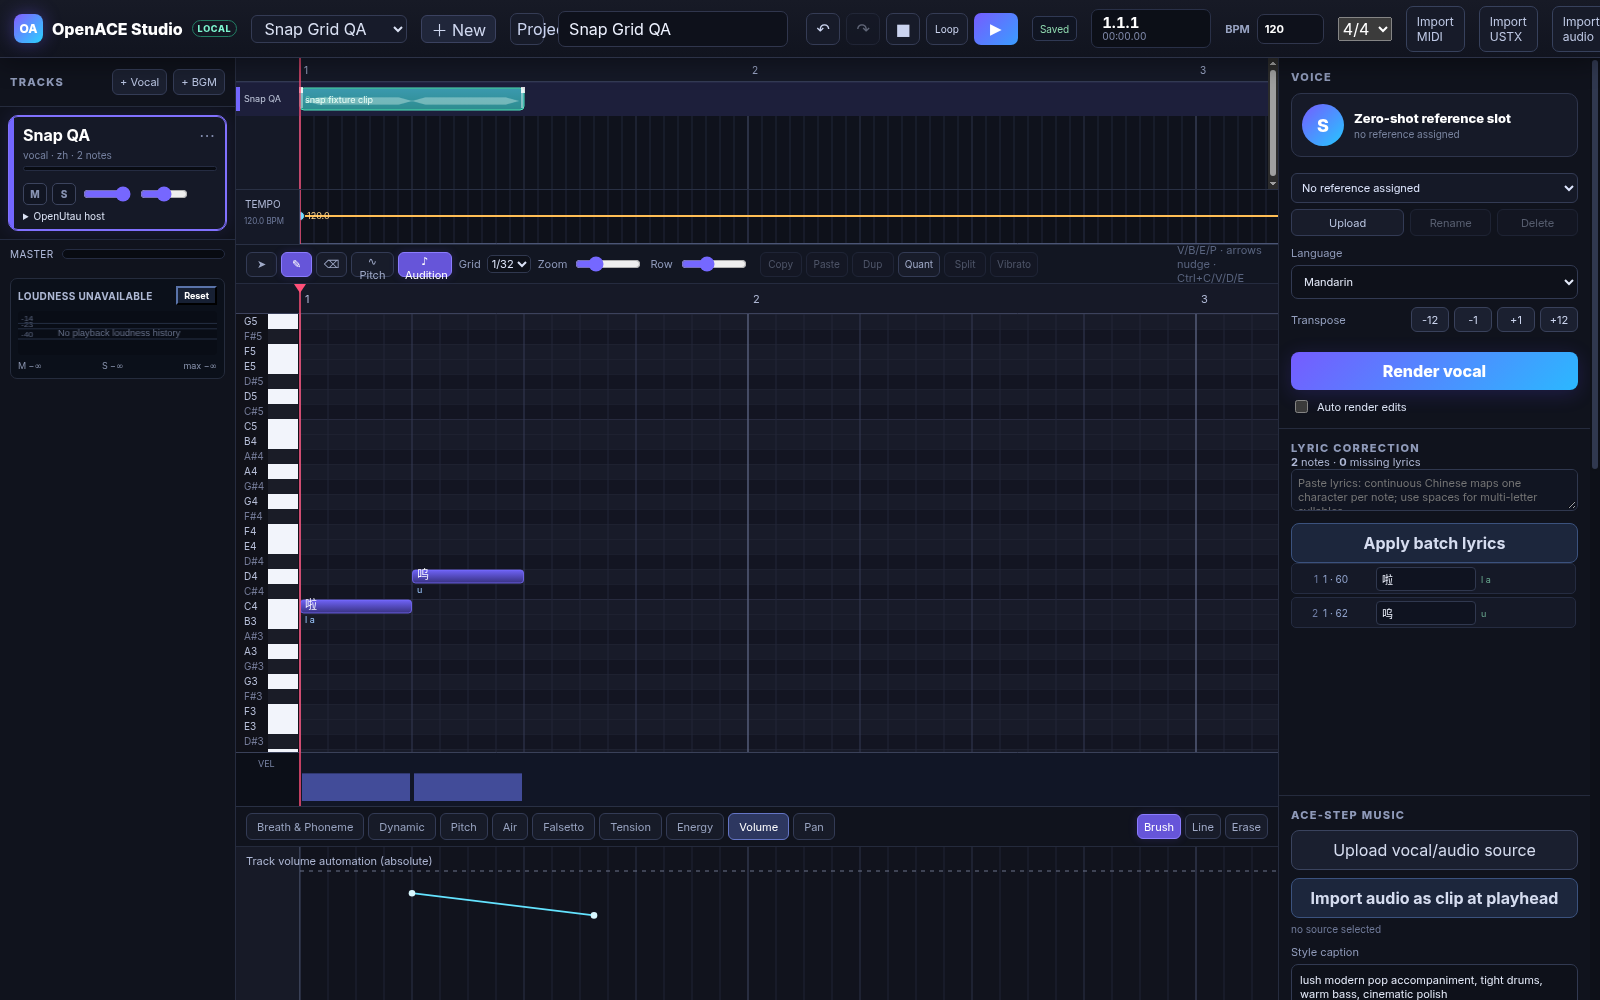 OA OpenACE Studio LOCAL Snap Grid QA + New Projec Snap Grid QA Loop Saved 1.1.1 00:00.00 BPM 120 4/4 Import MIDI Import USTX Import audio
TRACKS + Vocal + BGM
Snap QA ...
vocal · zh · 2 notes
M S
OpenUtau host
MASTER
LOUDNESS UNAVAILABLE Reset
-14
-23
-40
No playback loudness history
M −∞ S −∞ max −∞
1 2 3
Snap QA snap fixture clip
TEMPO
120.0 BPM
120.0
Pitch Audition Grid 1/32 Zoom Row Copy Paste Dup Quant Split Vibrato
V/B/E/P · arrows
nudge ·
Ctrl+C/V/D/E
1 2 3
G5
F#5
F5
E5
D#5
D5
C#5
C5
B4
A#4
A4
G#4
G4
F#4
F4
E4
D#4
D4 呜
C#4 u
C4 啦
B3 l a
A#3
A3
G#3
G3
F#3
F3
E3
D#3
VEL
Breath & Phoneme Dynamic Pitch Air Falsetto Tension Energy Volume Pan Brush Line Erase
Track volume automation (absolute)
VOICE
S Zero-shot reference slot
no reference assigned
No reference assigned
Upload Rename Delete
Language
Mandarin
Transpose -12 -1 +1 +12
Render vocal
Auto render edits
LYRIC CORRECTION
2 notes · 0 missing lyrics
Paste lyrics: continuous Chinese maps one
character per note; use spaces for multi-letter
syllables
Apply batch lyrics
1 1 · 60 啦 l a
2 1 · 62 呜 u
ACE-STEP MUSIC
Upload vocal/audio source
Import audio as clip at playhead
no source selected
Style caption
lush modern pop accompaniment, tight drums,
warm bass, cinematic polish